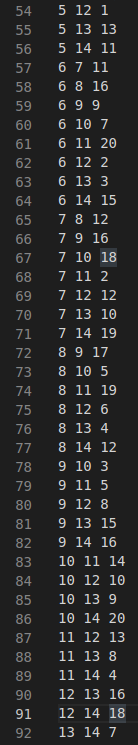 54 5 12 1
55 5 13 13
56 5 14 11
57 6 7 11
58 6 8 16
59 6 9 9
60 6 10 7
61 6 11 20
62 6 12 2
63 6 13 3
64 6 14 15
65 7 8 12
66 7 9 16
67 7 10 18
68 7 11 2
69 7 12 12
70 7 13 10
71 7 14 19
72 8 9 17
73 8 10 5
74 8 11 19
75 8 12 6
76 8 13 4
77 8 14 12
78 9 10 3
79 9 11 5
80 9 12 8
81 9 13 15
82 9 14 16
83 10 11 14
84 10 12 10
85 10 13 9
86 10 14 20
87 11 12 13
88 11 13 8
89 11 14 4
90 12 13 16
91 12 14 18
92 13 14 7